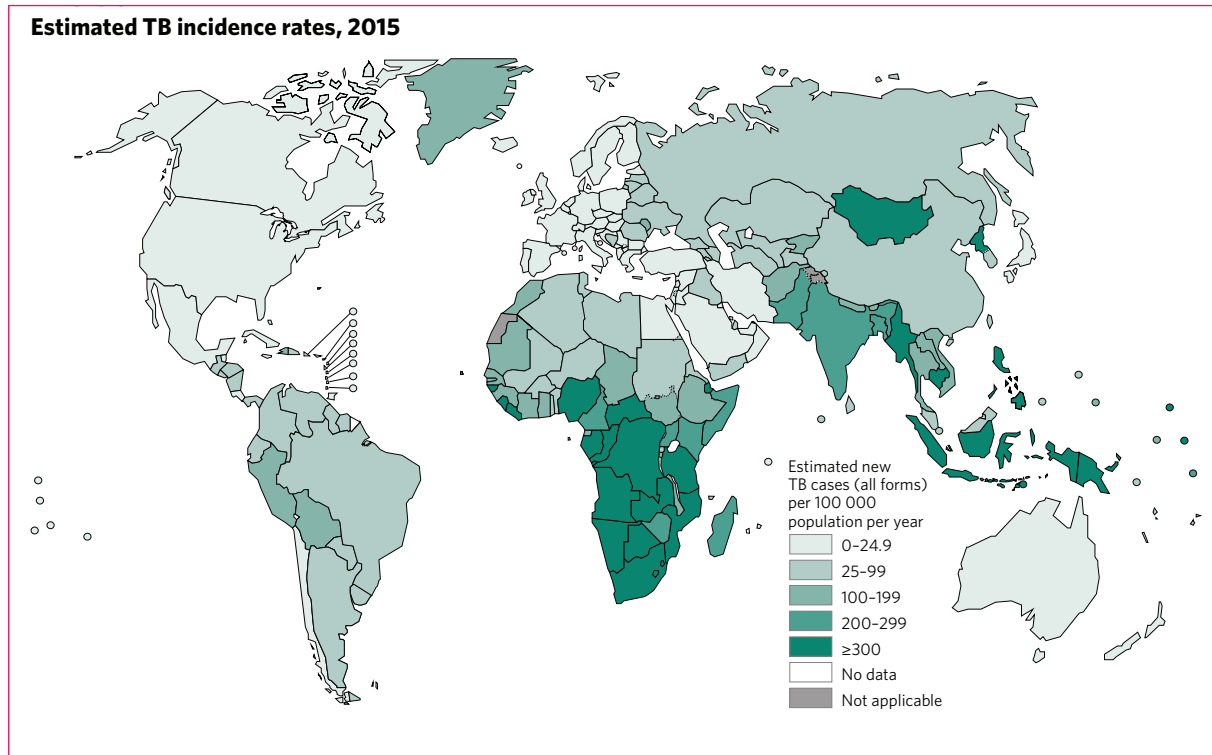 Estimated TB incidence rates, 2015
Estimated new
TB cases (all forms)
per 100 000
population per year
0–24.9
25–99
100–199
200–299
≥300
No data
Not applicable